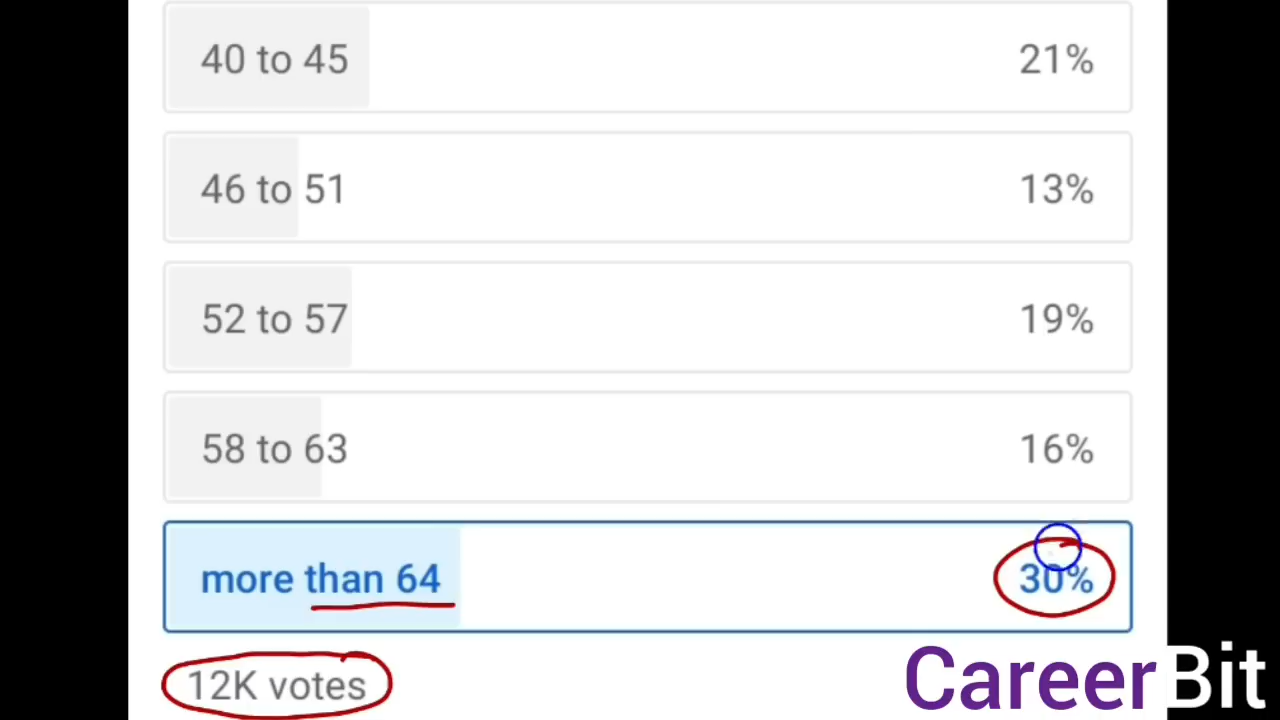 40 to 45 21%
46 to 51 13%
52 to 57 19%
58 to 63 16%
more than 64 30%
12K votes
CareerBit